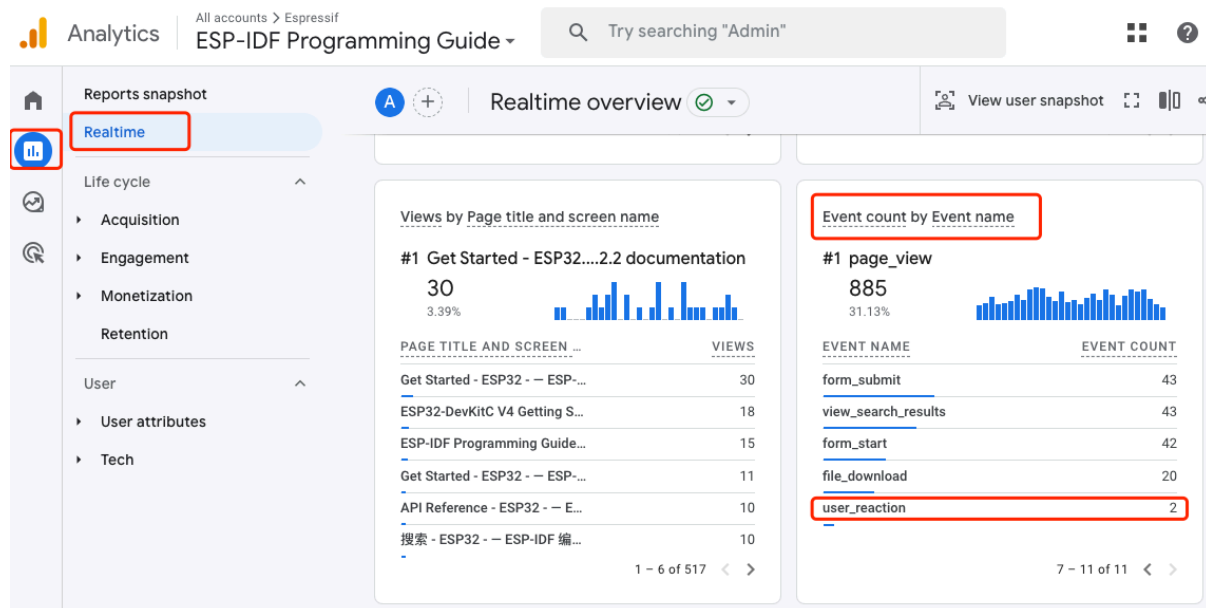 All accounts > Espressif
Analytics
ESP-IDF Programming Guide
Try searching "Admin"
Reports snapshot
Realtime
Life cycle
Acquisition
Engagement
Monetization
Retention
User
User attributes
Tech
A
Realtime overview
View user snapshot
Views by Page title and screen name
#1 Get Started - ESP32....2.2 documentation
30
3.39%
PAGE TITLE AND SCREEN ... VIEWS
Get Started - ESP32 - — ESP-... 30
ESP32-DevKitC V4 Getting S... 18
ESP-IDF Programming Guide... 15
Get Started - ESP32 - — ESP-... 11
API Reference - ESP32 - — E... 10
搜索 - ESP32 - — ESP-IDF 编... 10
1 – 6 of 517
Event count by Event name
#1 page_view
885
31.13%
EVENT NAME EVENT COUNT
form_submit 43
view_search_results 43
form_start 42
file_download 20
user_reaction 2
7 – 11 of 11